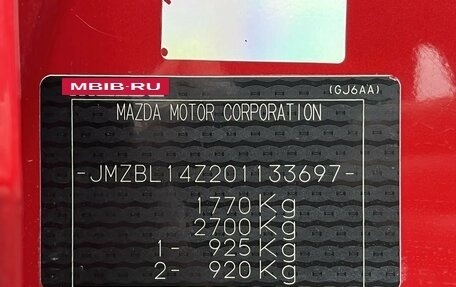 MBIB.RU
(GJ6AA)
MAZDA MOTOR CORPORATION
-JMZBL14Z201133697-
1770Kg
2700Kg
1- 925Kg
2- 920Kg